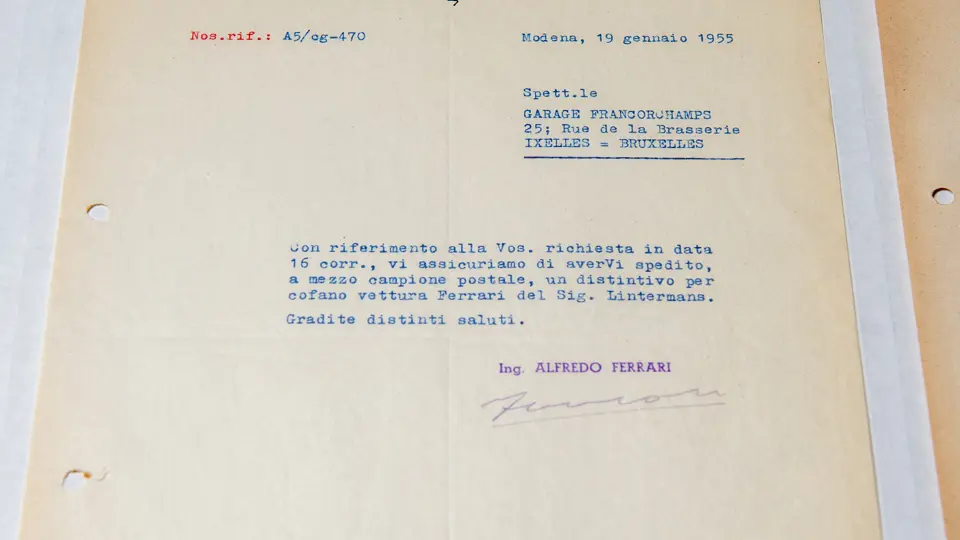 Nos.rif.: A5/cg-470
Modena, 19 gennaio 1955
Spett.le
GARAGE FRANCORCHAMPS
25; Rue de la Brasserie
IXELLES = BRUXELLES
Con riferimento alla Vos. richiesta in data
16 corr., vi assicuriamo di averVi spedito,
a mezzo campione postale, un distintivo per
cofano vettura Ferrari del Sig. Lintermans.
Gradite distinti saluti.
Ing. ALFREDO FERRARI